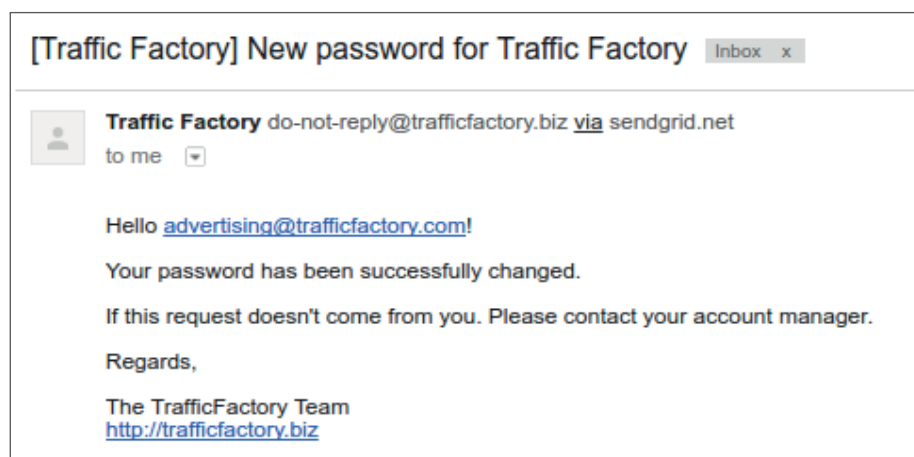 [Traffic Factory] New password for Traffic Factory Inbox x
Traffic Factory do-not-reply@trafficfactory.biz via sendgrid.net
to me
Hello advertising@trafficfactory.com!
Your password has been successfully changed.
If this request doesn't come from you. Please contact your account manager.
Regards,
The TrafficFactory Team
http://trafficfactory.biz